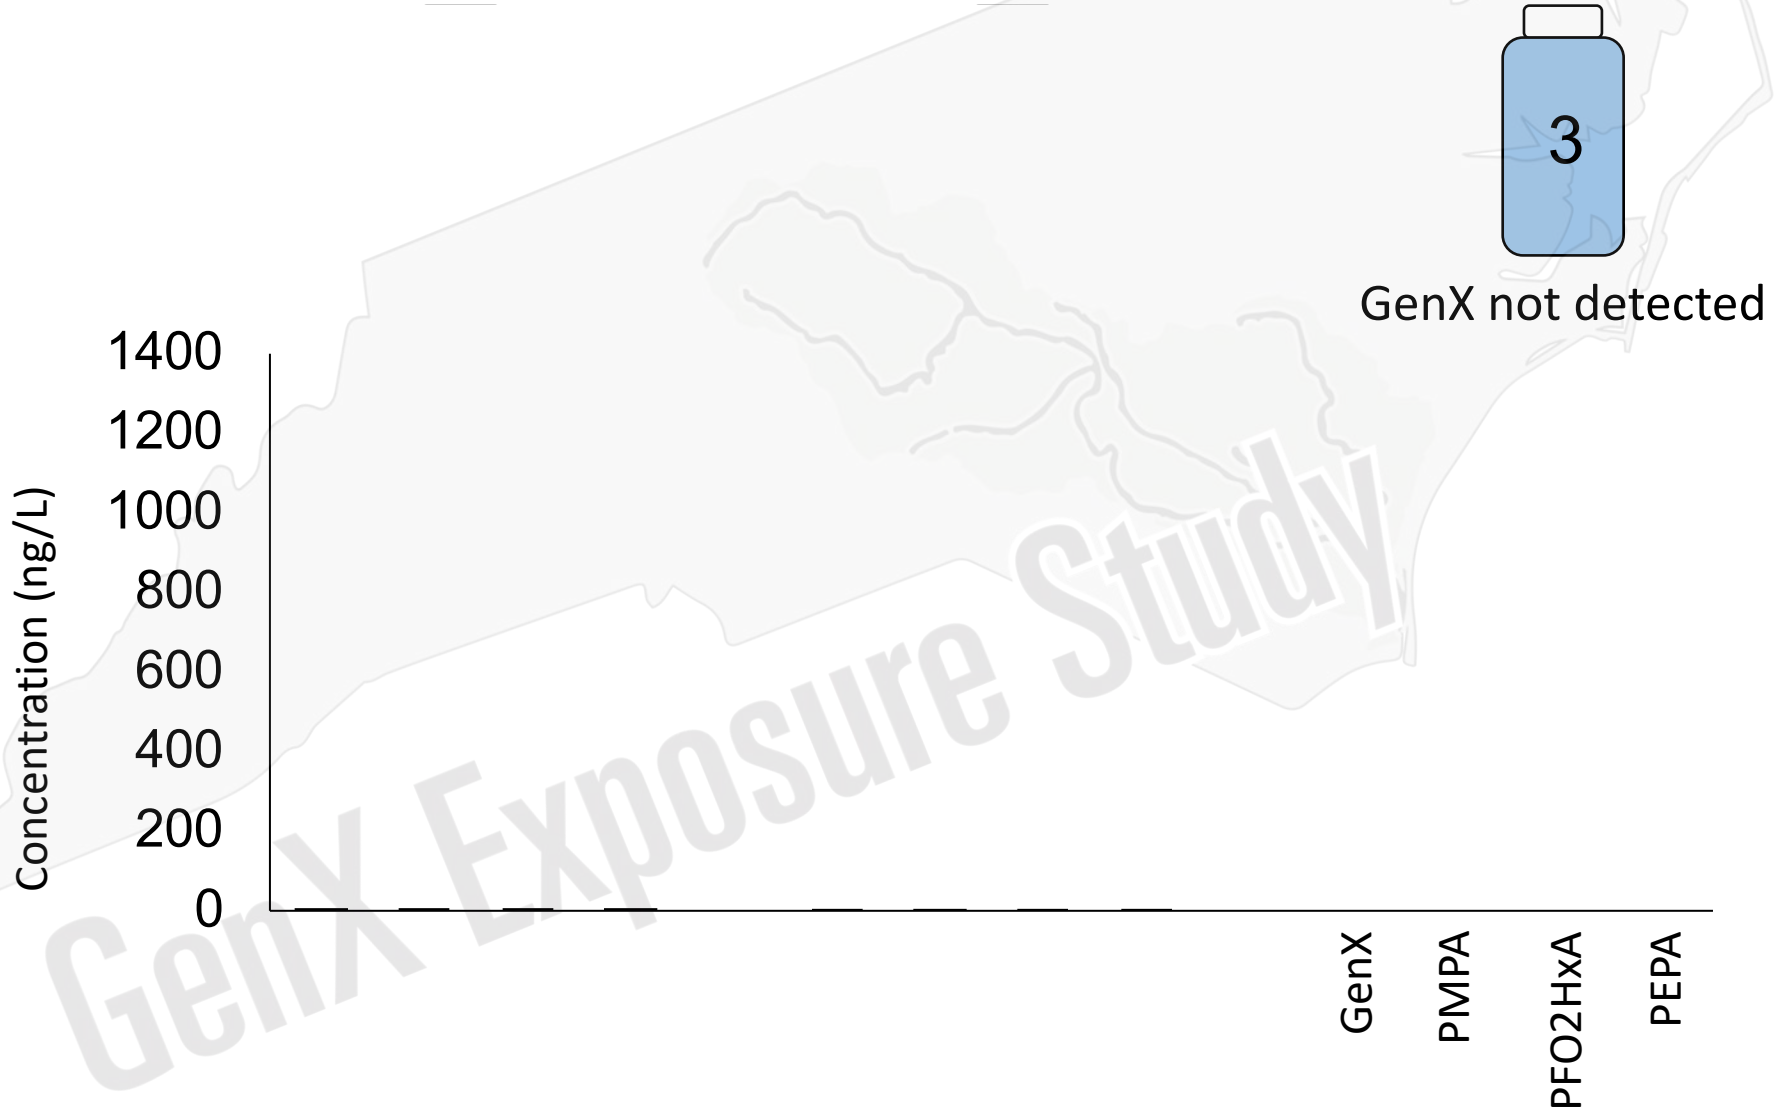 3
GenX not detected
1400
1200
1000
800
600
400
200
0
Concentration (ng/L)
GenX
PMPA
PFO2HxA
PEPA
GenX Exposure Study